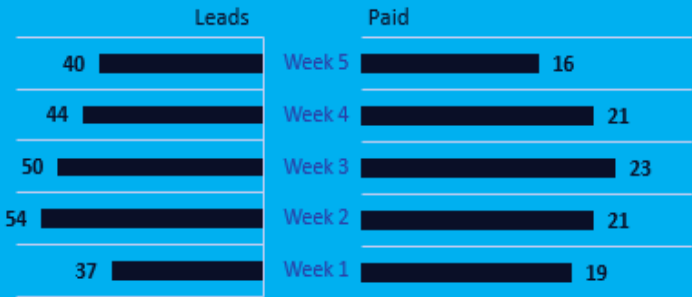 Leads Paid
40 Week 5 16
44 Week 4 21
50 Week 3 23
54 Week 2 21
37 Week 1 19